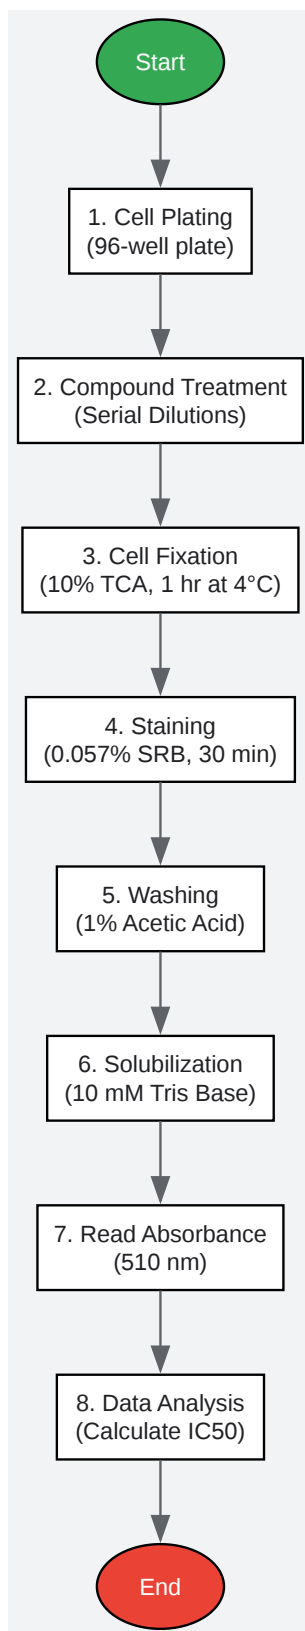 Start
1. Cell Plating
(96-well plate)
2. Compound Treatment
(Serial Dilutions)
3. Cell Fixation
(10% TCA, 1 hr at 4°C)
4. Staining
(0.057% SRB, 30 min)
5. Washing
(1% Acetic Acid)
6. Solubilization
(10 mM Tris Base)
7. Read Absorbance
(510 nm)
8. Data Analysis
(Calculate IC50)
End